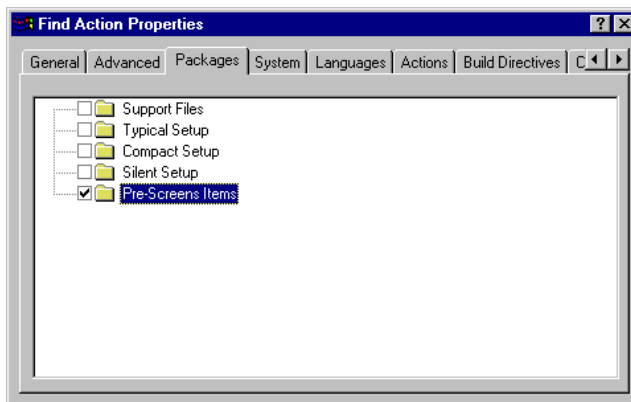 Find Action Properties
General Advanced Packages System Languages Actions Build Directives C
Support Files
Typical Setup
Compact Setup
Silent Setup
Pre-Screens Items